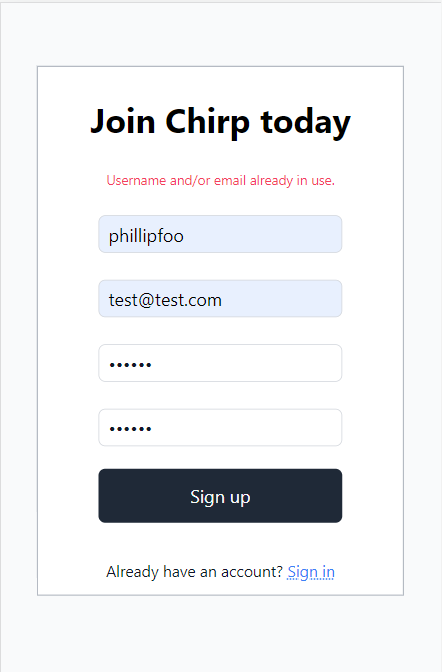 Join Chirp today
Username and/or email already in use.
phillipfoo
test@test.com
••••••
••••••
Sign up
Already have an account? Sign in